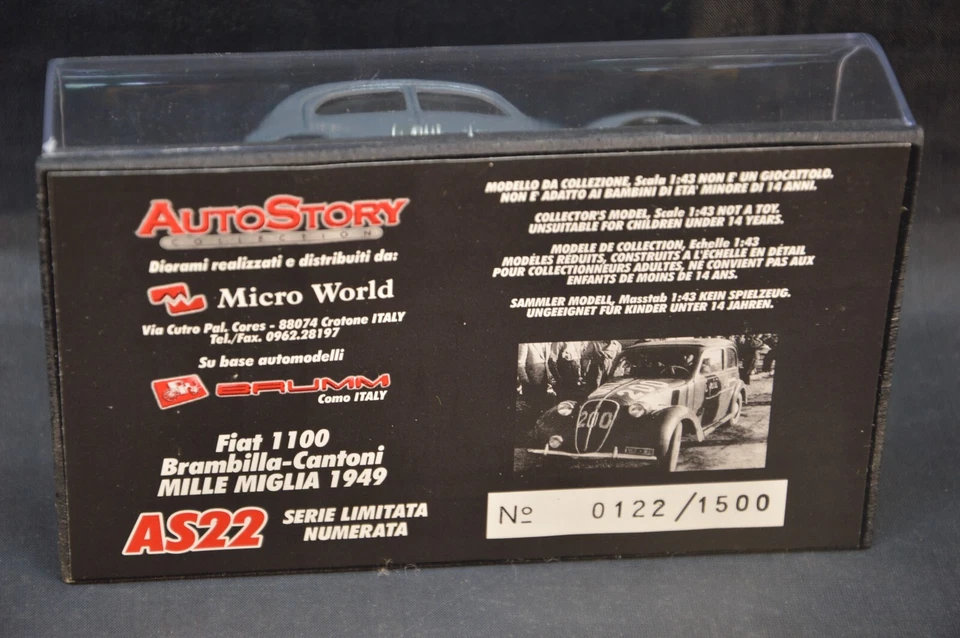 AUTOSTORY
COLLECTION
Diorami realizzati e distribuiti da:
Micro World
Via Cutro Pal. Cores - 88074 Crotone ITALY
Tel./Fax. 0962.28197
Su base automodelli
BRUMM
Como ITALY
Fiat 1100
Brambilla-Cantoni
MILLE MIGLIA 1949
AS22
SERIE LIMITATA
NUMERATA
MODELLO DA COLLEZIONE, Scala 1:43 NON E' UN GIOCATTOLO.
NON E' ADATTO AI BAMBINI DI ETA' MINORE DI 14 ANNI.
COLLECTOR'S MODEL, Scale 1:43 NOT A TOY.
UNSUITABLE FOR CHILDREN UNDER 14 YEARS.
MODELE DE COLLECTION, Echelle 1:43
MODÈLES REDUITS, CONSTRUITS A L'ÉCHELLE EN DÉTAIL
POUR COLLECTIONNEURS ADULTES, NE CONVIENT PAS AUX
ENFANTS DE MOINS DE 14 ANS.
SAMMLER MODELL, Masstab 1:43 KEIN SPIELZEUG.
UNGEEIGNET FÜR KINDER UNTER 14 JAHREN.
200
200
Nº 0122/1500